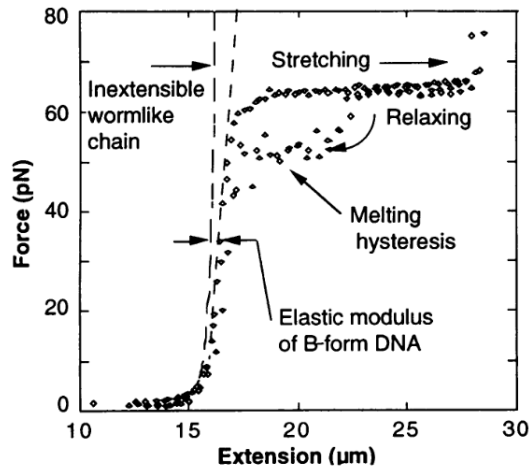 80
60
40
20
0
Force (pN)
Inextensible
wormlike
chain
Stretching
Relaxing
Melting
hysteresis
Elastic modulus
of B-form DNA
10 15 20 25 30
Extension (µm)